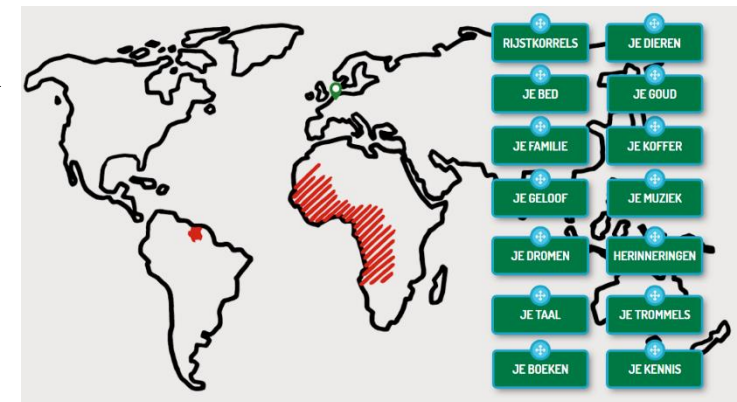 RIJSTKORRELS JE DIEREN
JE BED JE GOUD
JE FAMILIE JE KOFFER
JE GELOOF JE MUZIEK
JE DROMEN HERINNERINGEN
JE TAAL JE TROMMELS
JE BOEKEN JE KENNIS